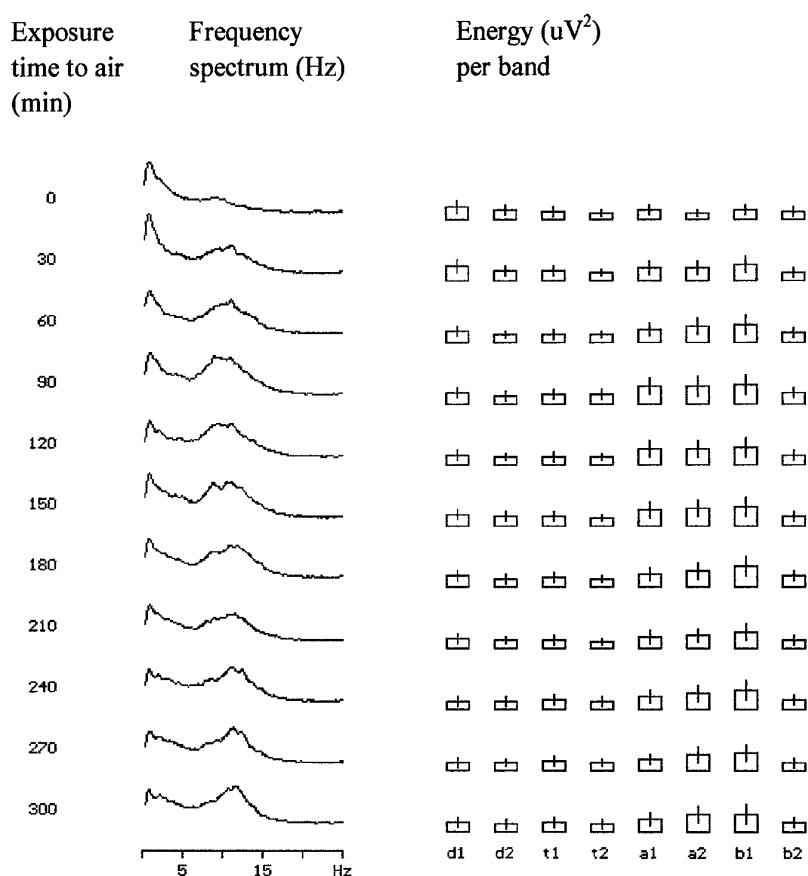 Exposure
time to air
(min)
Frequency
spectrum (Hz)
Energy (uV²)
per band
0
30
60
90
120
150
180
210
240
270
300
5 15 Hz
d1 d2 t1 t2 a1 a2 b1 b2